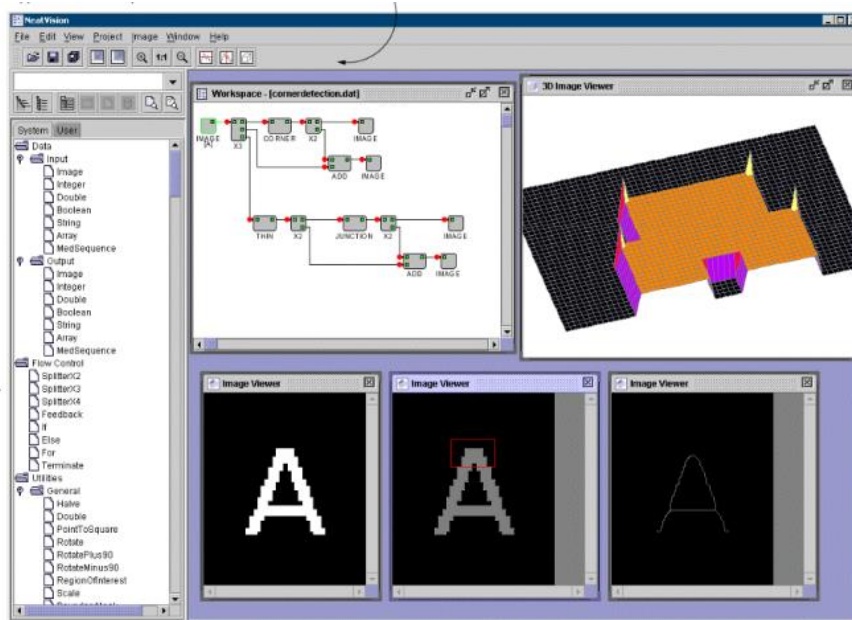 NeatVision
File Edit View Project Image Window Help
1:1
System User
Data
Input
Image
Integer
Double
Boolean
String
Array
MedSequence
Output
Image
Integer
Double
Boolean
String
Array
MedSequence
Flow Control
SplitterX2
SplitterX3
SplitterX4
Feedback
If
Else
For
Terminate
Utilities
General
Halve
Double
PointToSquare
Rotate
RotatePlus90
RotateMinus90
RegionOfInterest
Scale
Workspace - [cornerdetection.dat]
IMAGE X3 CORNER X2 IMAGE
[A]
ADD IMAGE
THIN X2 JUNCTION X2 IMAGE
ADD IMAGE
3D Image Viewer
Image Viewer
A
Image Viewer
A
Image Viewer
A